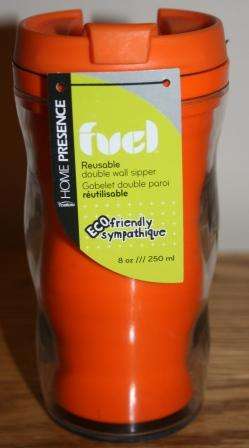 HOME PRESENCE
fuel
Reusable
double wall sipper
Gobelet double paroi
réutilisable
ECO friendly
sympathique
8 oz /// 250 ml